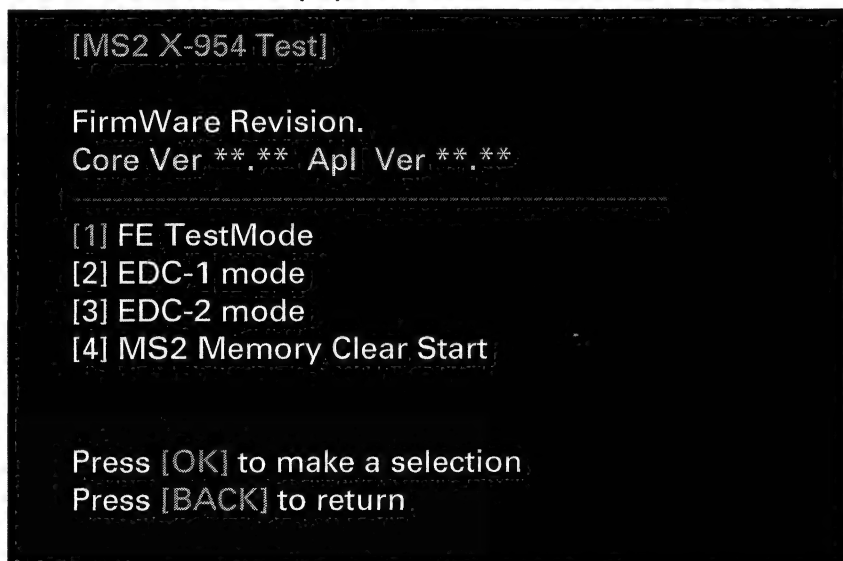 [MS2 X-954 Test]
FirmWare Revision.
Core Ver **.** Apl Ver **.**
[1] FE TestMode
[2] EDC-1 mode
[3] EDC-2 mode
[4] MS2 Memory Clear Start
Press [OK] to make a selection
Press [BACK] to return